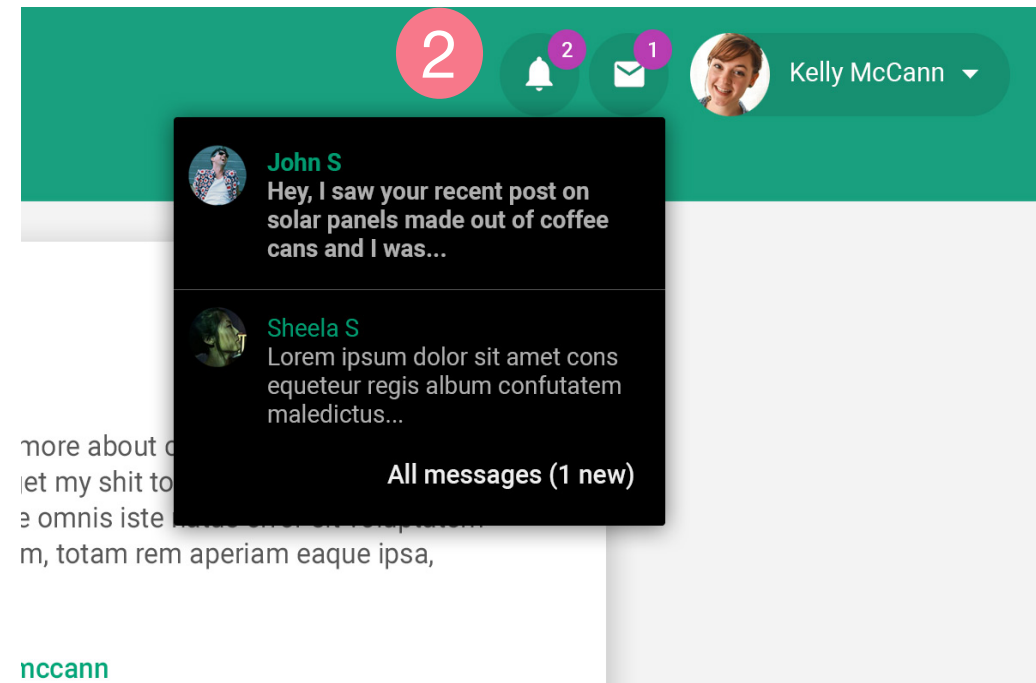 2
2
1
Kelly McCann
John S
Hey, I saw your recent post on
solar panels made out of coffee
cans and I was...
Sheela S
Lorem ipsum dolor sit amet cons
equeteur regis album confutatem
maledictus...
All messages (1 new)
more about
get my shit to
omnis iste
m, totam rem aperiam eaque ipsa,
mccann